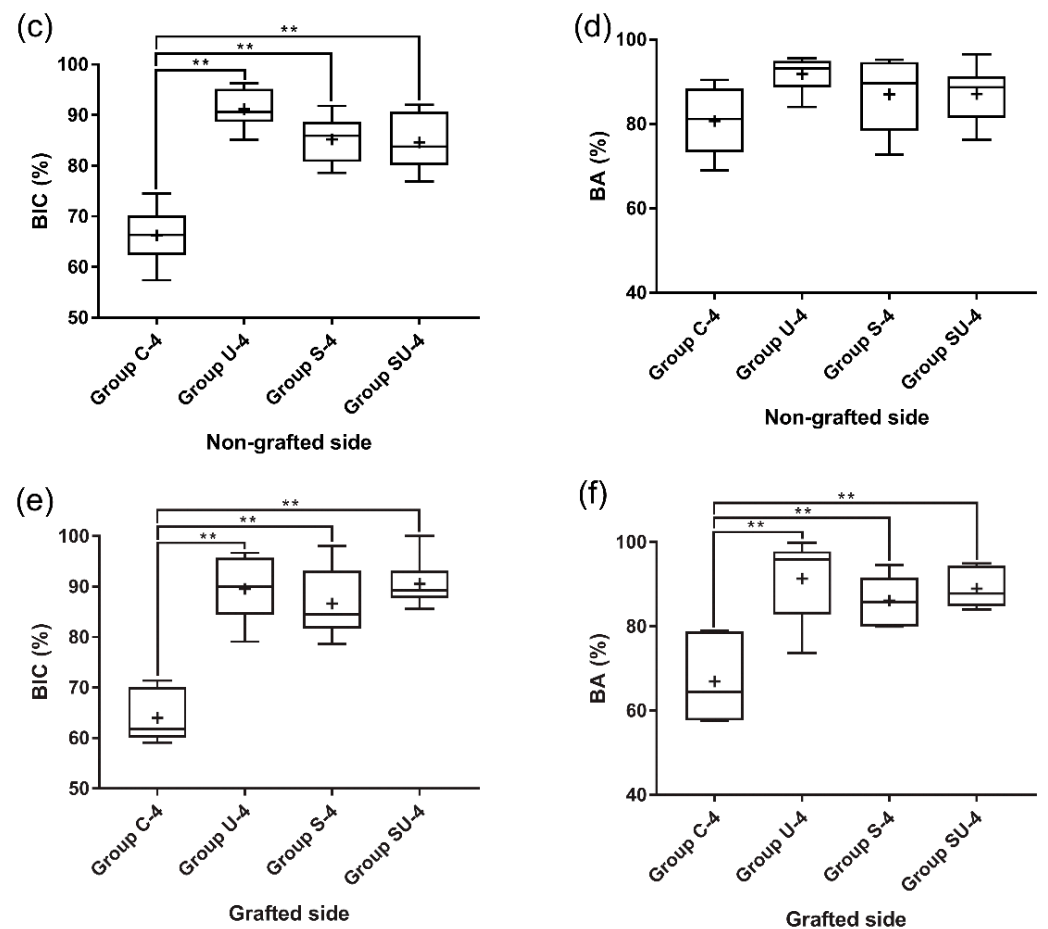 (c)
**
**
**
100
90
80
70
60
50
BIC (%)
Group C-4
Group U-4
Group S-4
Group SU-4
Non-grafted side
(d)
100
80
60
40
BA (%)
Group C-4
Group U-4
Group S-4
Group SU-4
Non-grafted side
(e)
**
**
**
100
90
80
70
60
50
BIC (%)
Group C-4
Group U-4
Group S-4
Group SU-4
Grafted side
(f)
**
**
**
100
80
60
40
BA (%)
Group C-4
Group U-4
Group S-4
Group SU-4
Grafted side